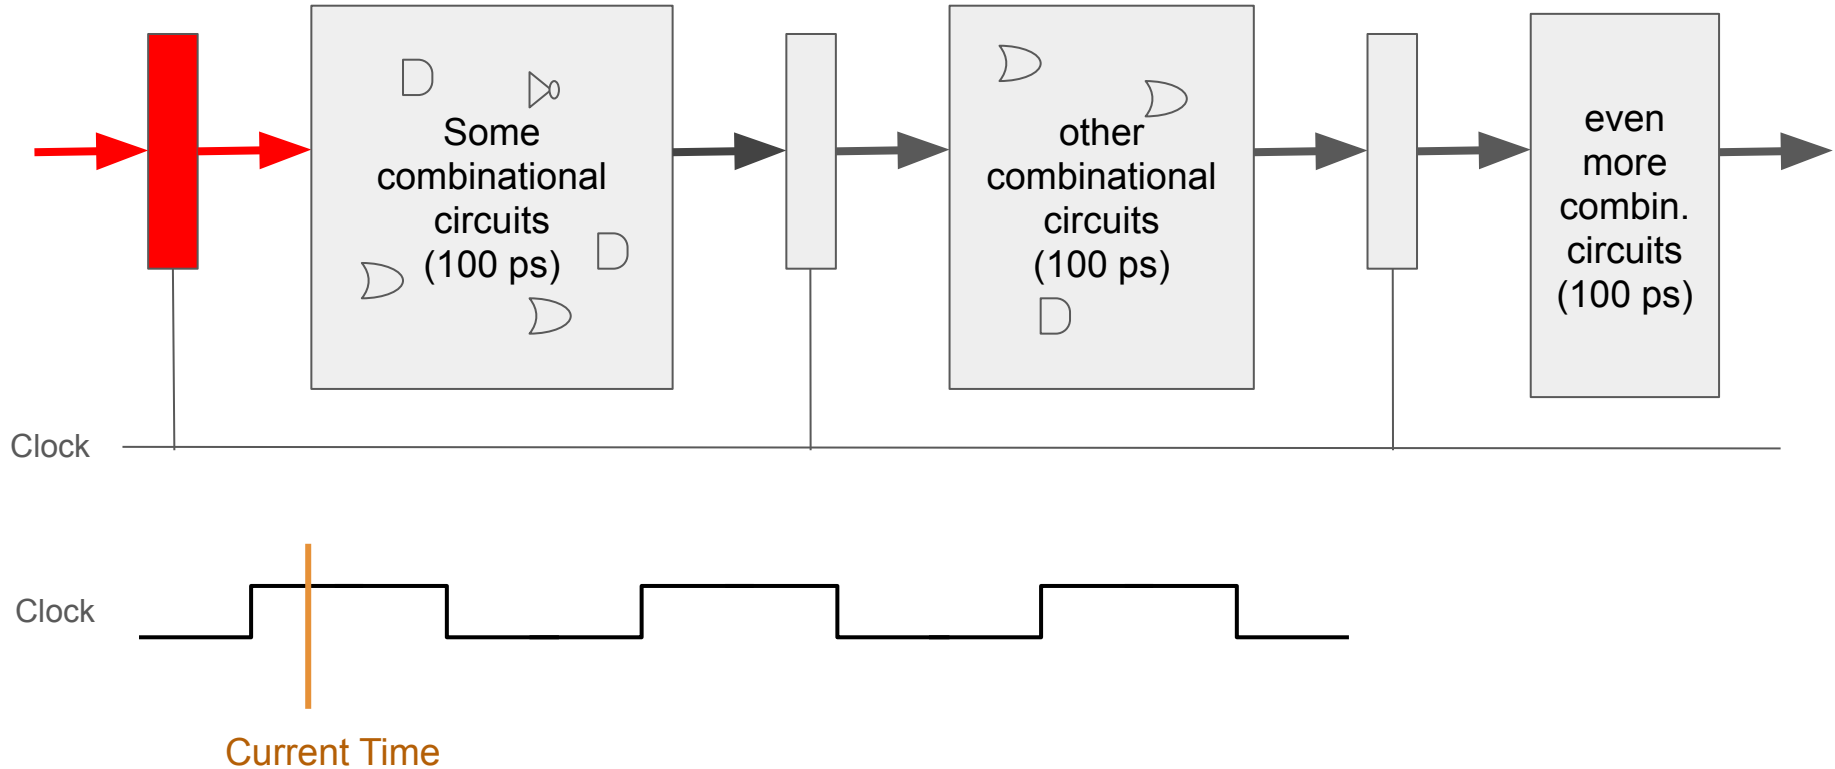 Some
combinational
circuits
(100 ps)
other
combinational
circuits
(100 ps)
even
more
combin.
circuits
(100 ps)
Clock
Clock
Current Time